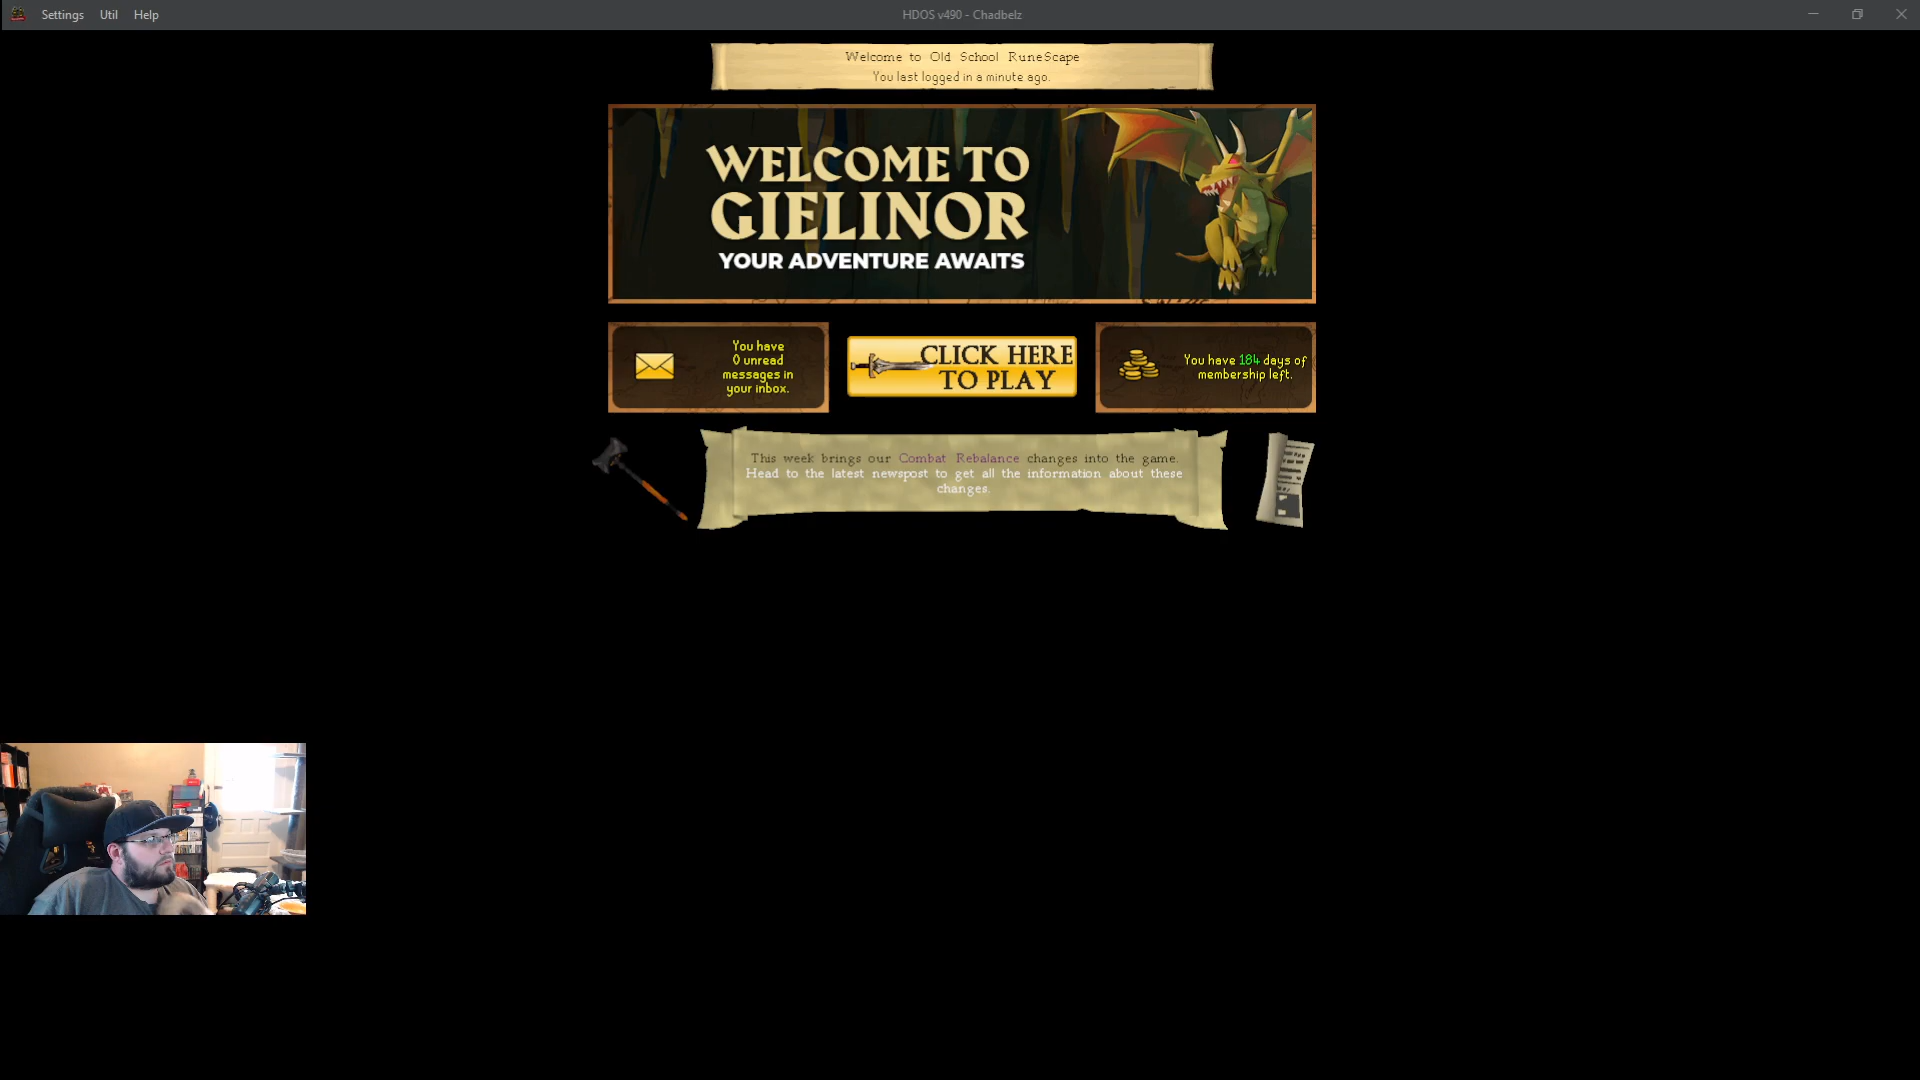 Settings Util Help
HDOS v490 - Chadbelz
Welcome to Old School RuneScape
You last logged in a minute ago.
WELCOME TO
GIELINOR
YOUR ADVENTURE AWAITS
You have
0 unread
messages in
your inbox.
CLICK HERE
TO PLAY
You have 184 days of
membership left.
This week brings our Combat Rebalance changes into the game.
Head to the latest newspost to get all the information about these
changes.